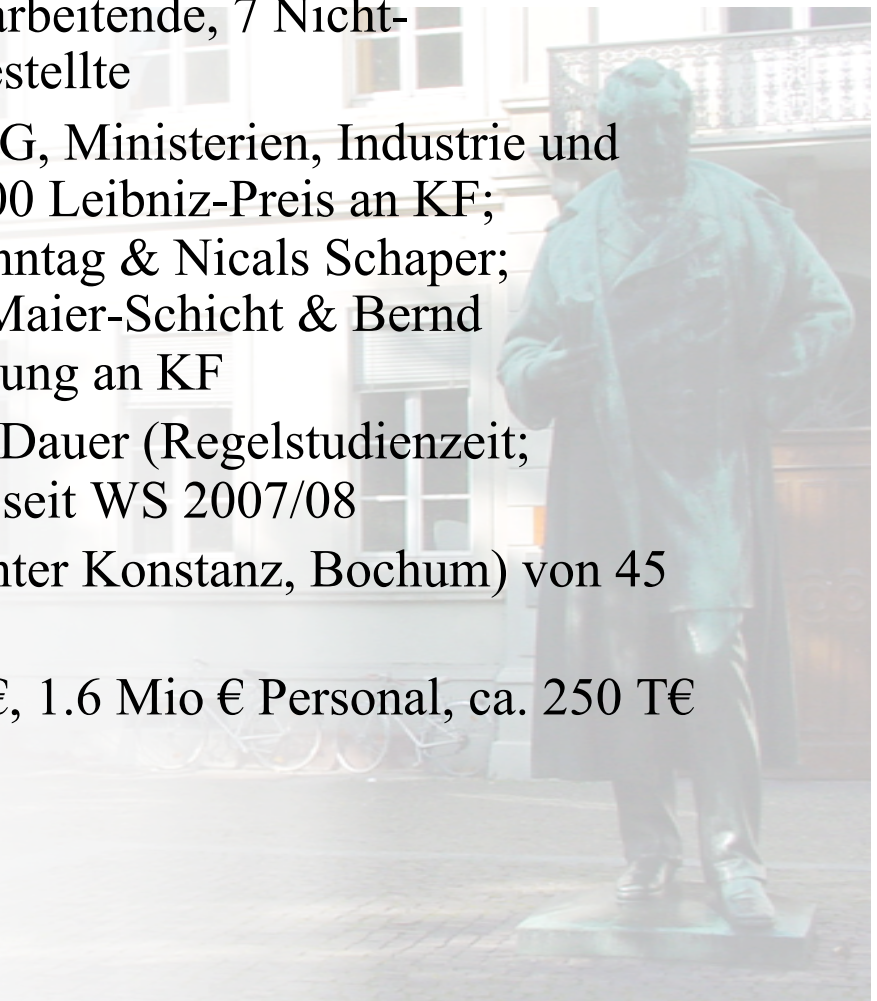 arbeitende, 7 Nicht-
estellte
G, Ministerien, Industrie und
00 Leibniz-Preis an KF;
nntag & Nicals Schaper;
Maier-Schicht & Bernd
ung an KF
Dauer (Regelstudienzeit;
seit WS 2007/08
nter Konstanz, Bochum) von 45
€, 1.6 Mio € Personal, ca. 250 T€